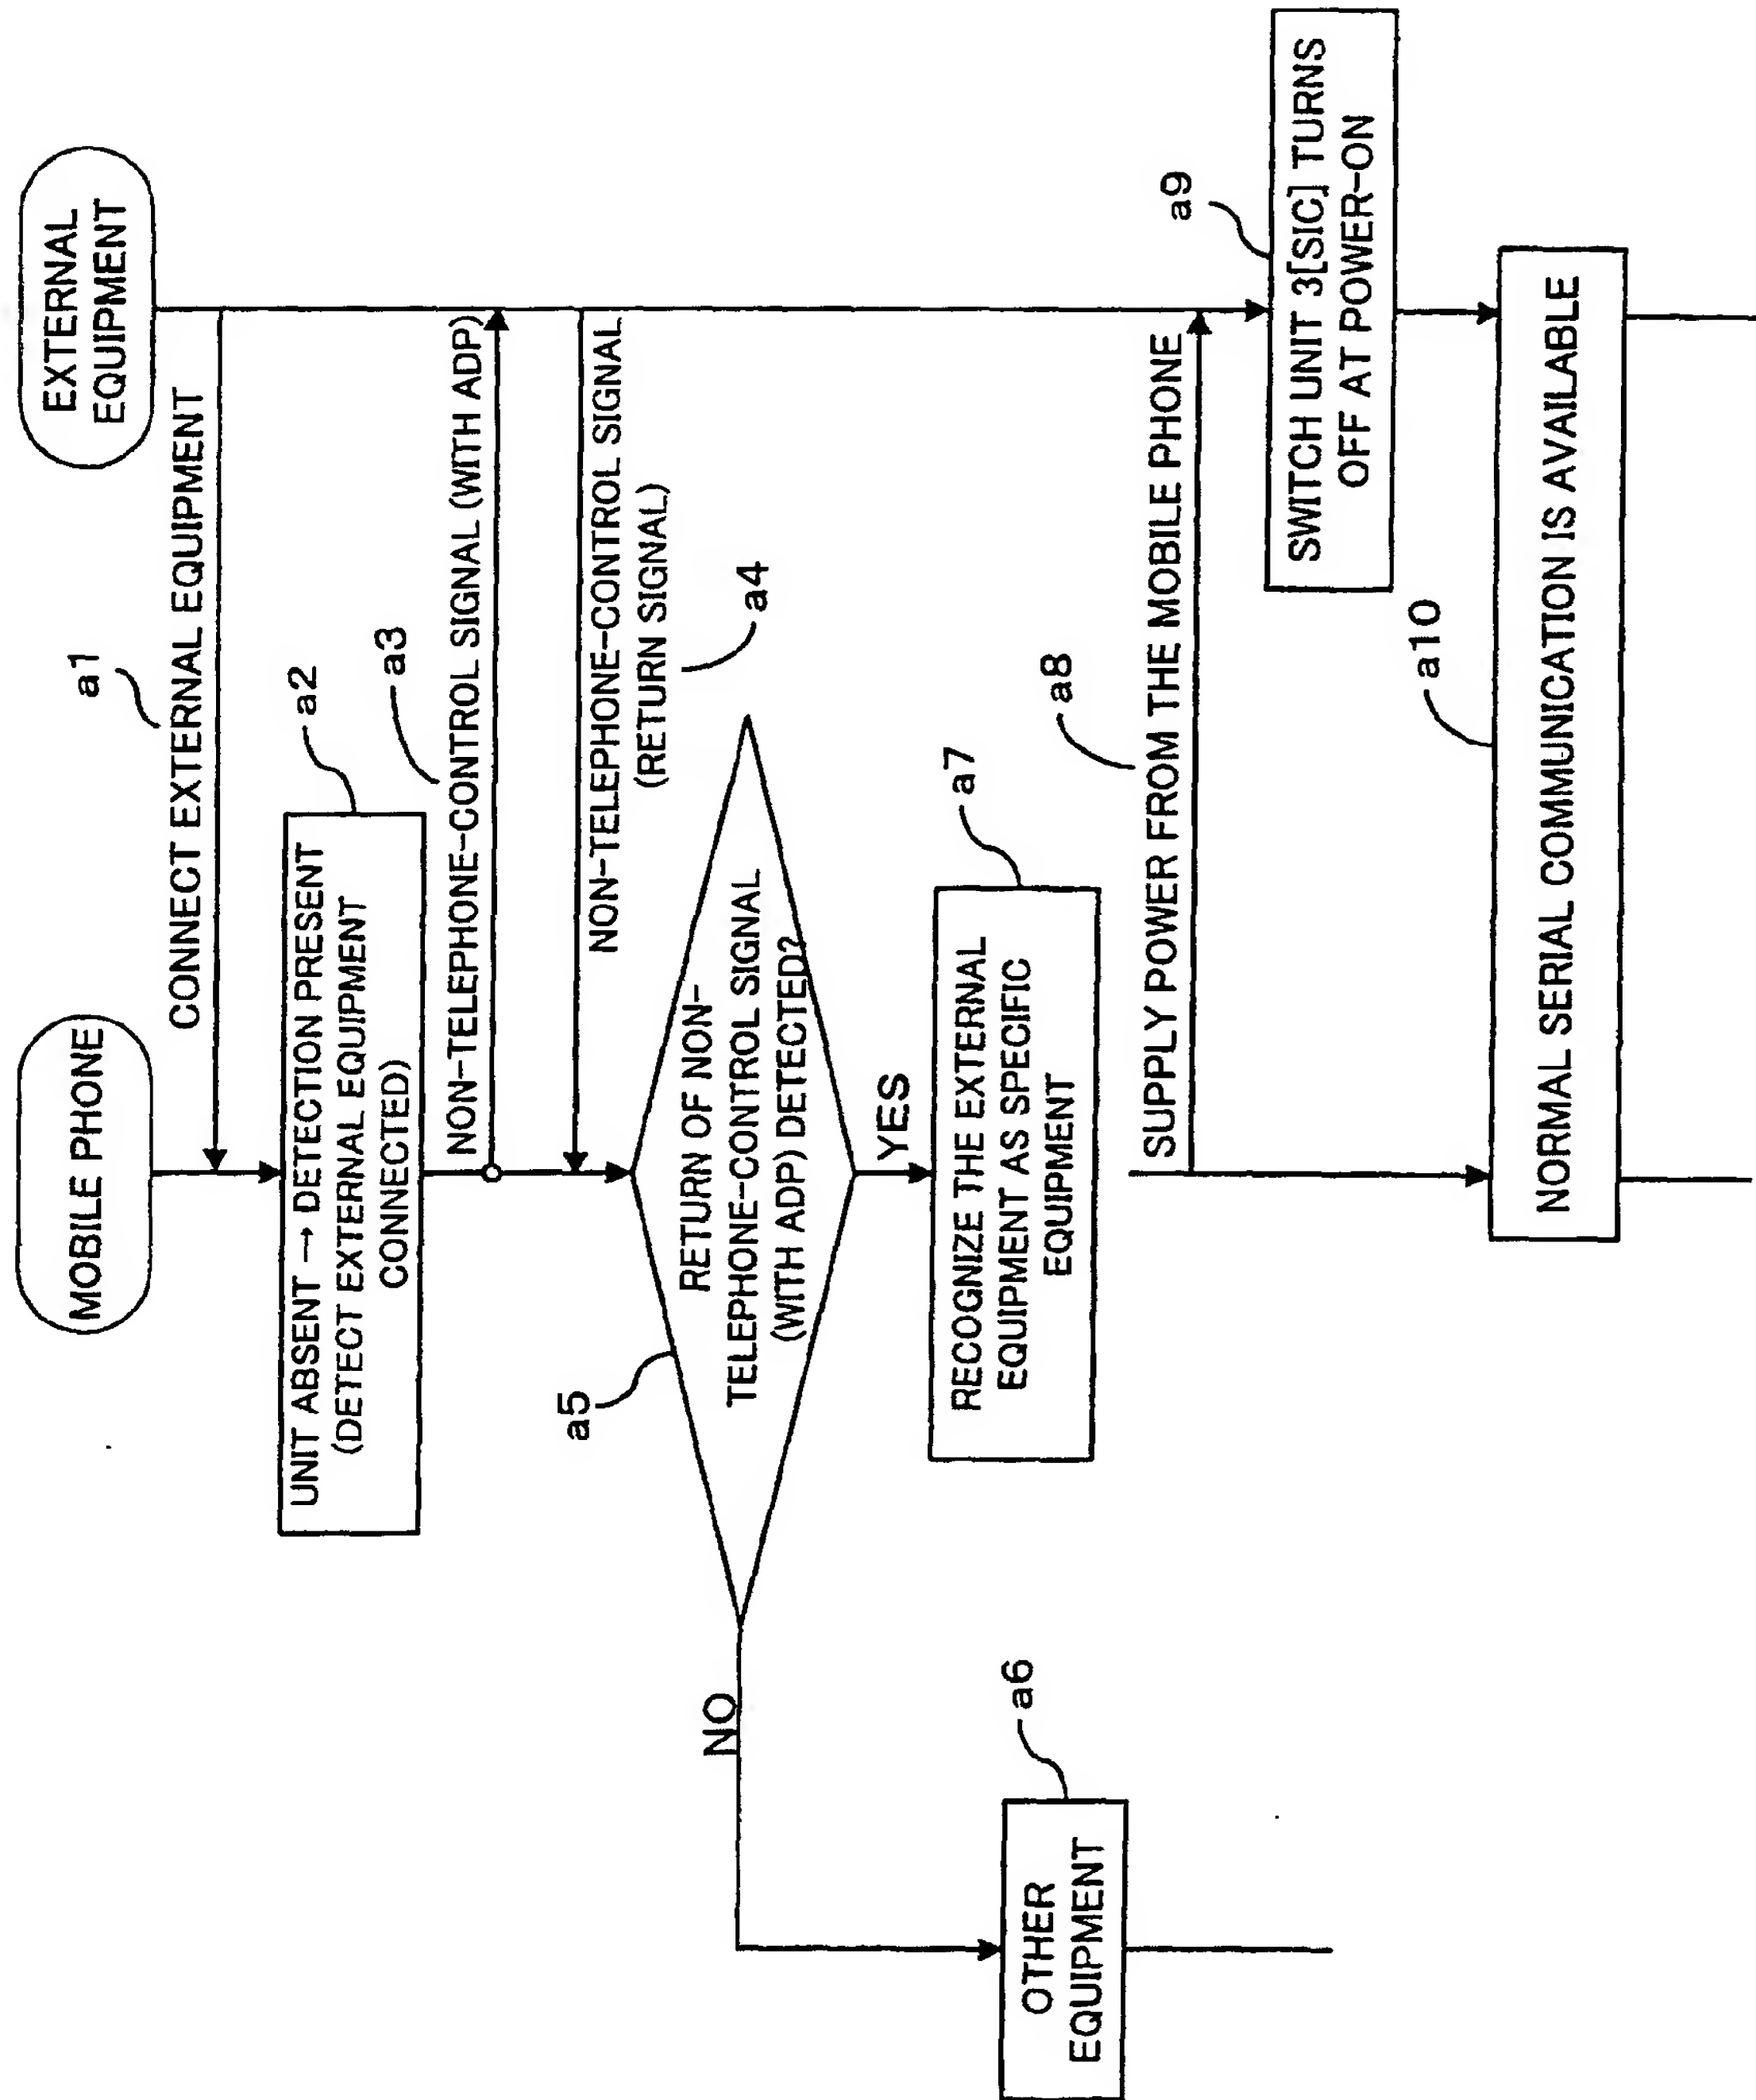 MOBILE PHONE
EXTERNAL
EQUIPMENT
a1
CONNECT EXTERNAL EQUIPMENT
a2
UNIT ABSENT → DETECTION PRESENT
(DETECT EXTERNAL EQUIPMENT
CONNECTED)
a3
NON-TELEPHONE-CONTROL SIGNAL (WITH ADP)
NON-TELEPHONE-CONTROL SIGNAL
(RETURN SIGNAL)
a4
a5
RETURN OF NON-
TELEPHONE-CONTROL SIGNAL
(WITH ADP) DETECTED?
NO
YES
a6
OTHER
EQUIPMENT
a7
RECOGNIZE THE EXTERNAL
EQUIPMENT AS SPECIFIC
EQUIPMENT
a8
SUPPLY POWER FROM THE MOBILE PHONE
a9
SWITCH UNIT 3[SIC] TURNS
OFF AT POWER-ON
a10
NORMAL SERIAL COMMUNICATION IS AVAILABLE